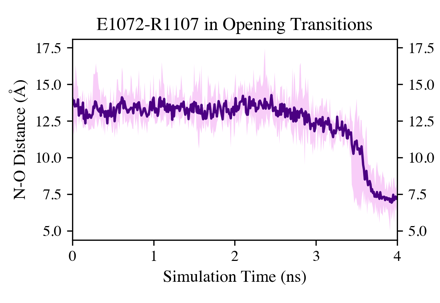 E1072-R1107 in Opening Transitions
17.5 17.5
15.0 15.0
12.5 12.5
10.0 10.0
7.5 7.5
5.0 5.0
N-O Distance (Å)
0 1 2 3 4
Simulation Time (ns)